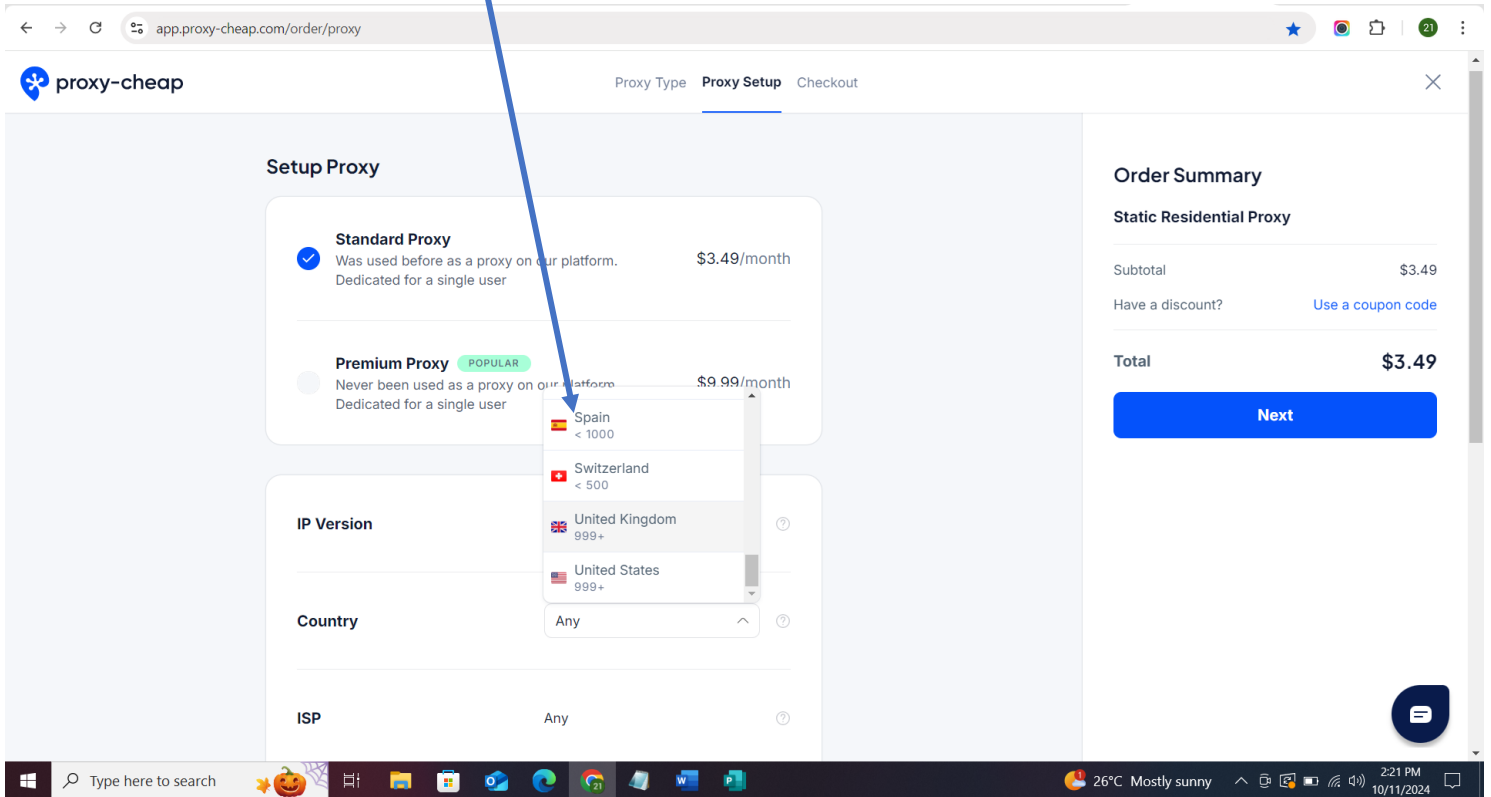 app.proxy-cheap.com/order/proxy
21
proxy-cheap
Proxy Type Proxy Setup Checkout
Setup Proxy
Standard Proxy
Was used before as a proxy on our platform.
Dedicated for a single user
$3.49/month
Premium Proxy POPULAR
Never been used as a proxy on our platform
Dedicated for a single user
$9.99/month
Spain
< 1000
Switzerland
< 500
United Kingdom
999+
United States
999+
IP Version
Country
Any
ISP
Any
Order Summary
Static Residential Proxy
Subtotal $3.49
Have a discount? Use a coupon code
Total $3.49
Next
Type here to search
21
1
26°C Mostly sunny
2:21 PM
10/11/2024